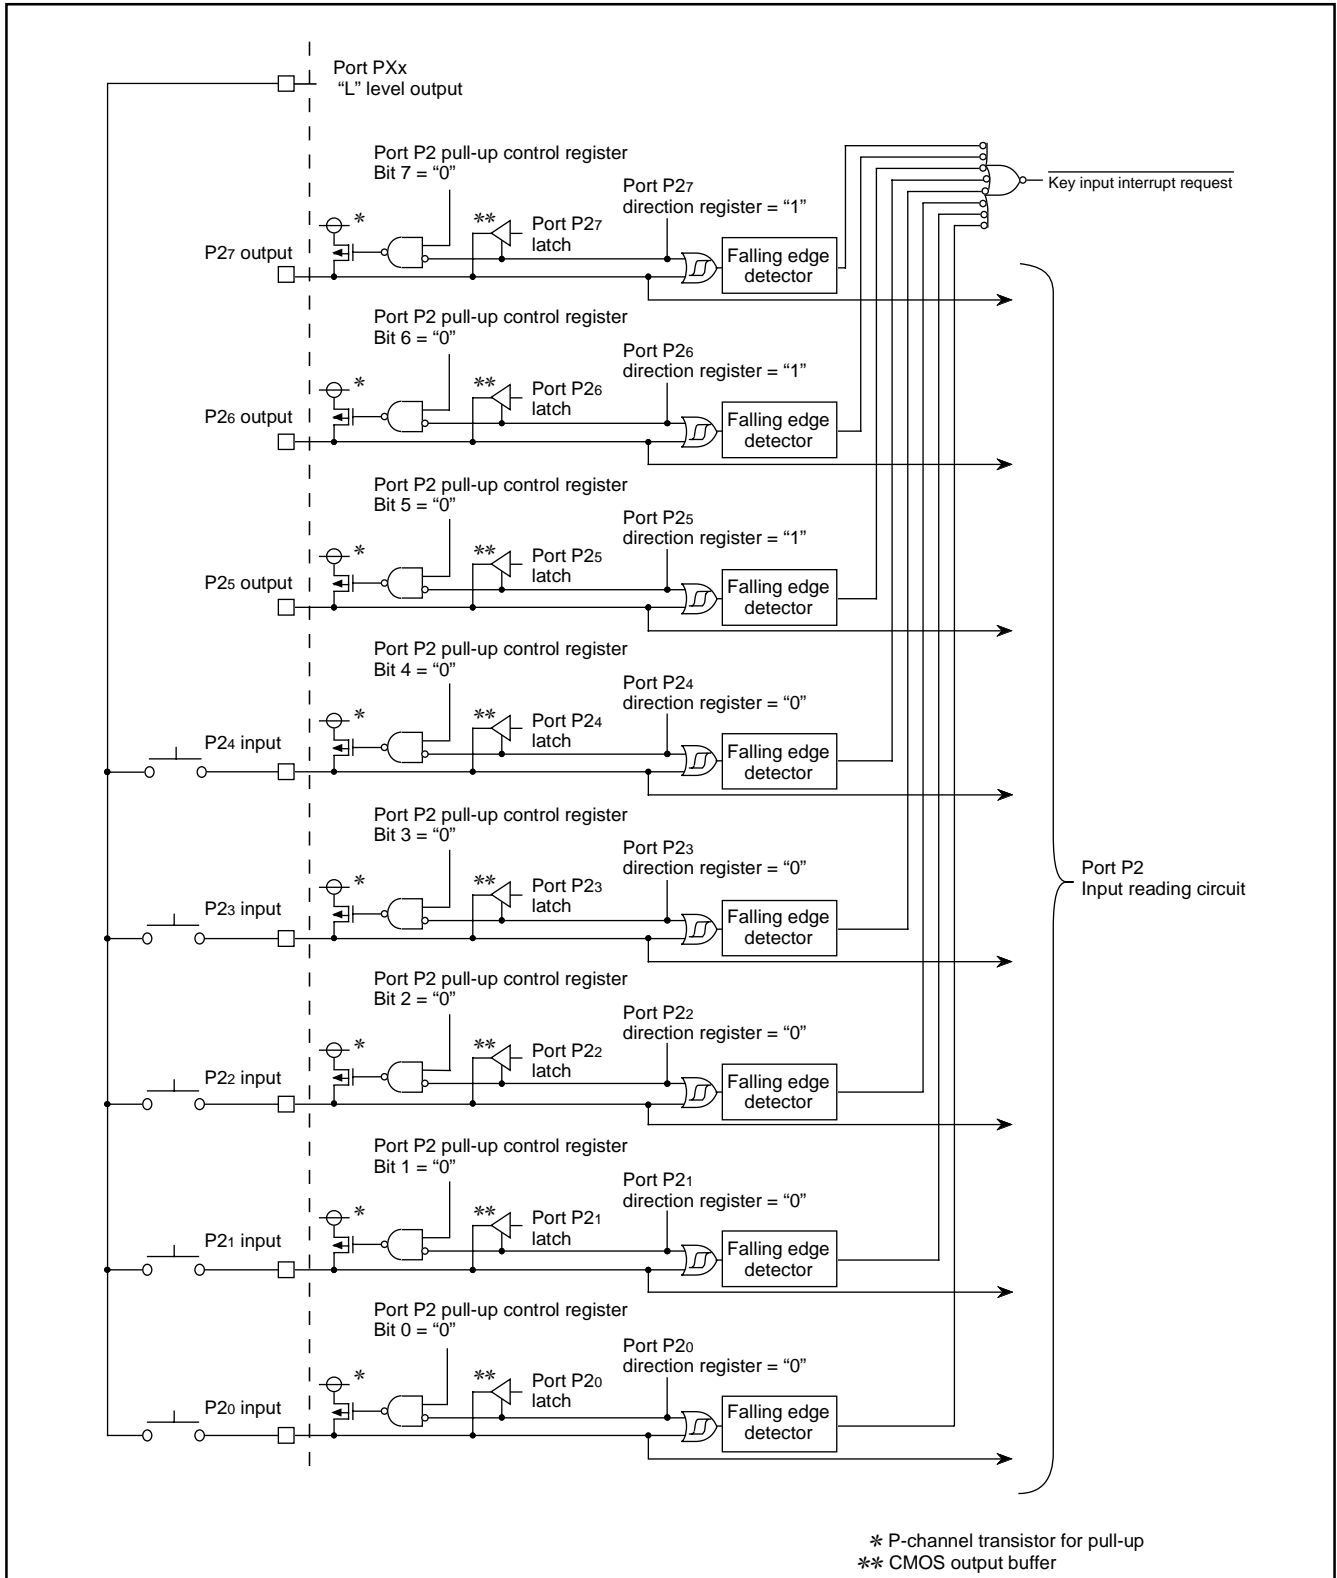 Port PXx
“L” level output
Port P2 pull-up control register
Bit 7 = “0”
Port P27
direction register = “1”
Key input interrupt request
*
**
Port P27
latch
P27 output
Falling edge
detector
Port P2 pull-up control register
Bit 6 = “0”
Port P26
direction register = “1”
*
**
Port P26
latch
P26 output
Falling edge
detector
Port P2 pull-up control register
Bit 5 = “0”
Port P25
direction register = “1”
*
**
Port P25
latch
P25 output
Falling edge
detector
Port P2 pull-up control register
Bit 4 = “0”
Port P24
direction register = “0”
*
**
Port P24
latch
P24 input
Falling edge
detector
Port P2 pull-up control register
Bit 3 = “0”
Port P23
direction register = “0”
*
**
Port P23
latch
P23 input
Falling edge
detector
Port P2
Input reading circuit
Port P2 pull-up control register
Bit 2 = “0”
Port P22
direction register = “0”
*
**
Port P22
latch
P22 input
Falling edge
detector
Port P2 pull-up control register
Bit 1 = “0”
Port P21
direction register = “0”
*
**
Port P21
latch
P21 input
Falling edge
detector
Port P2 pull-up control register
Bit 0 = “0”
Port P20
direction register = “0”
*
**
Port P20
latch
P20 input
Falling edge
detector
* P-channel transistor for pull-up
** CMOS output buffer